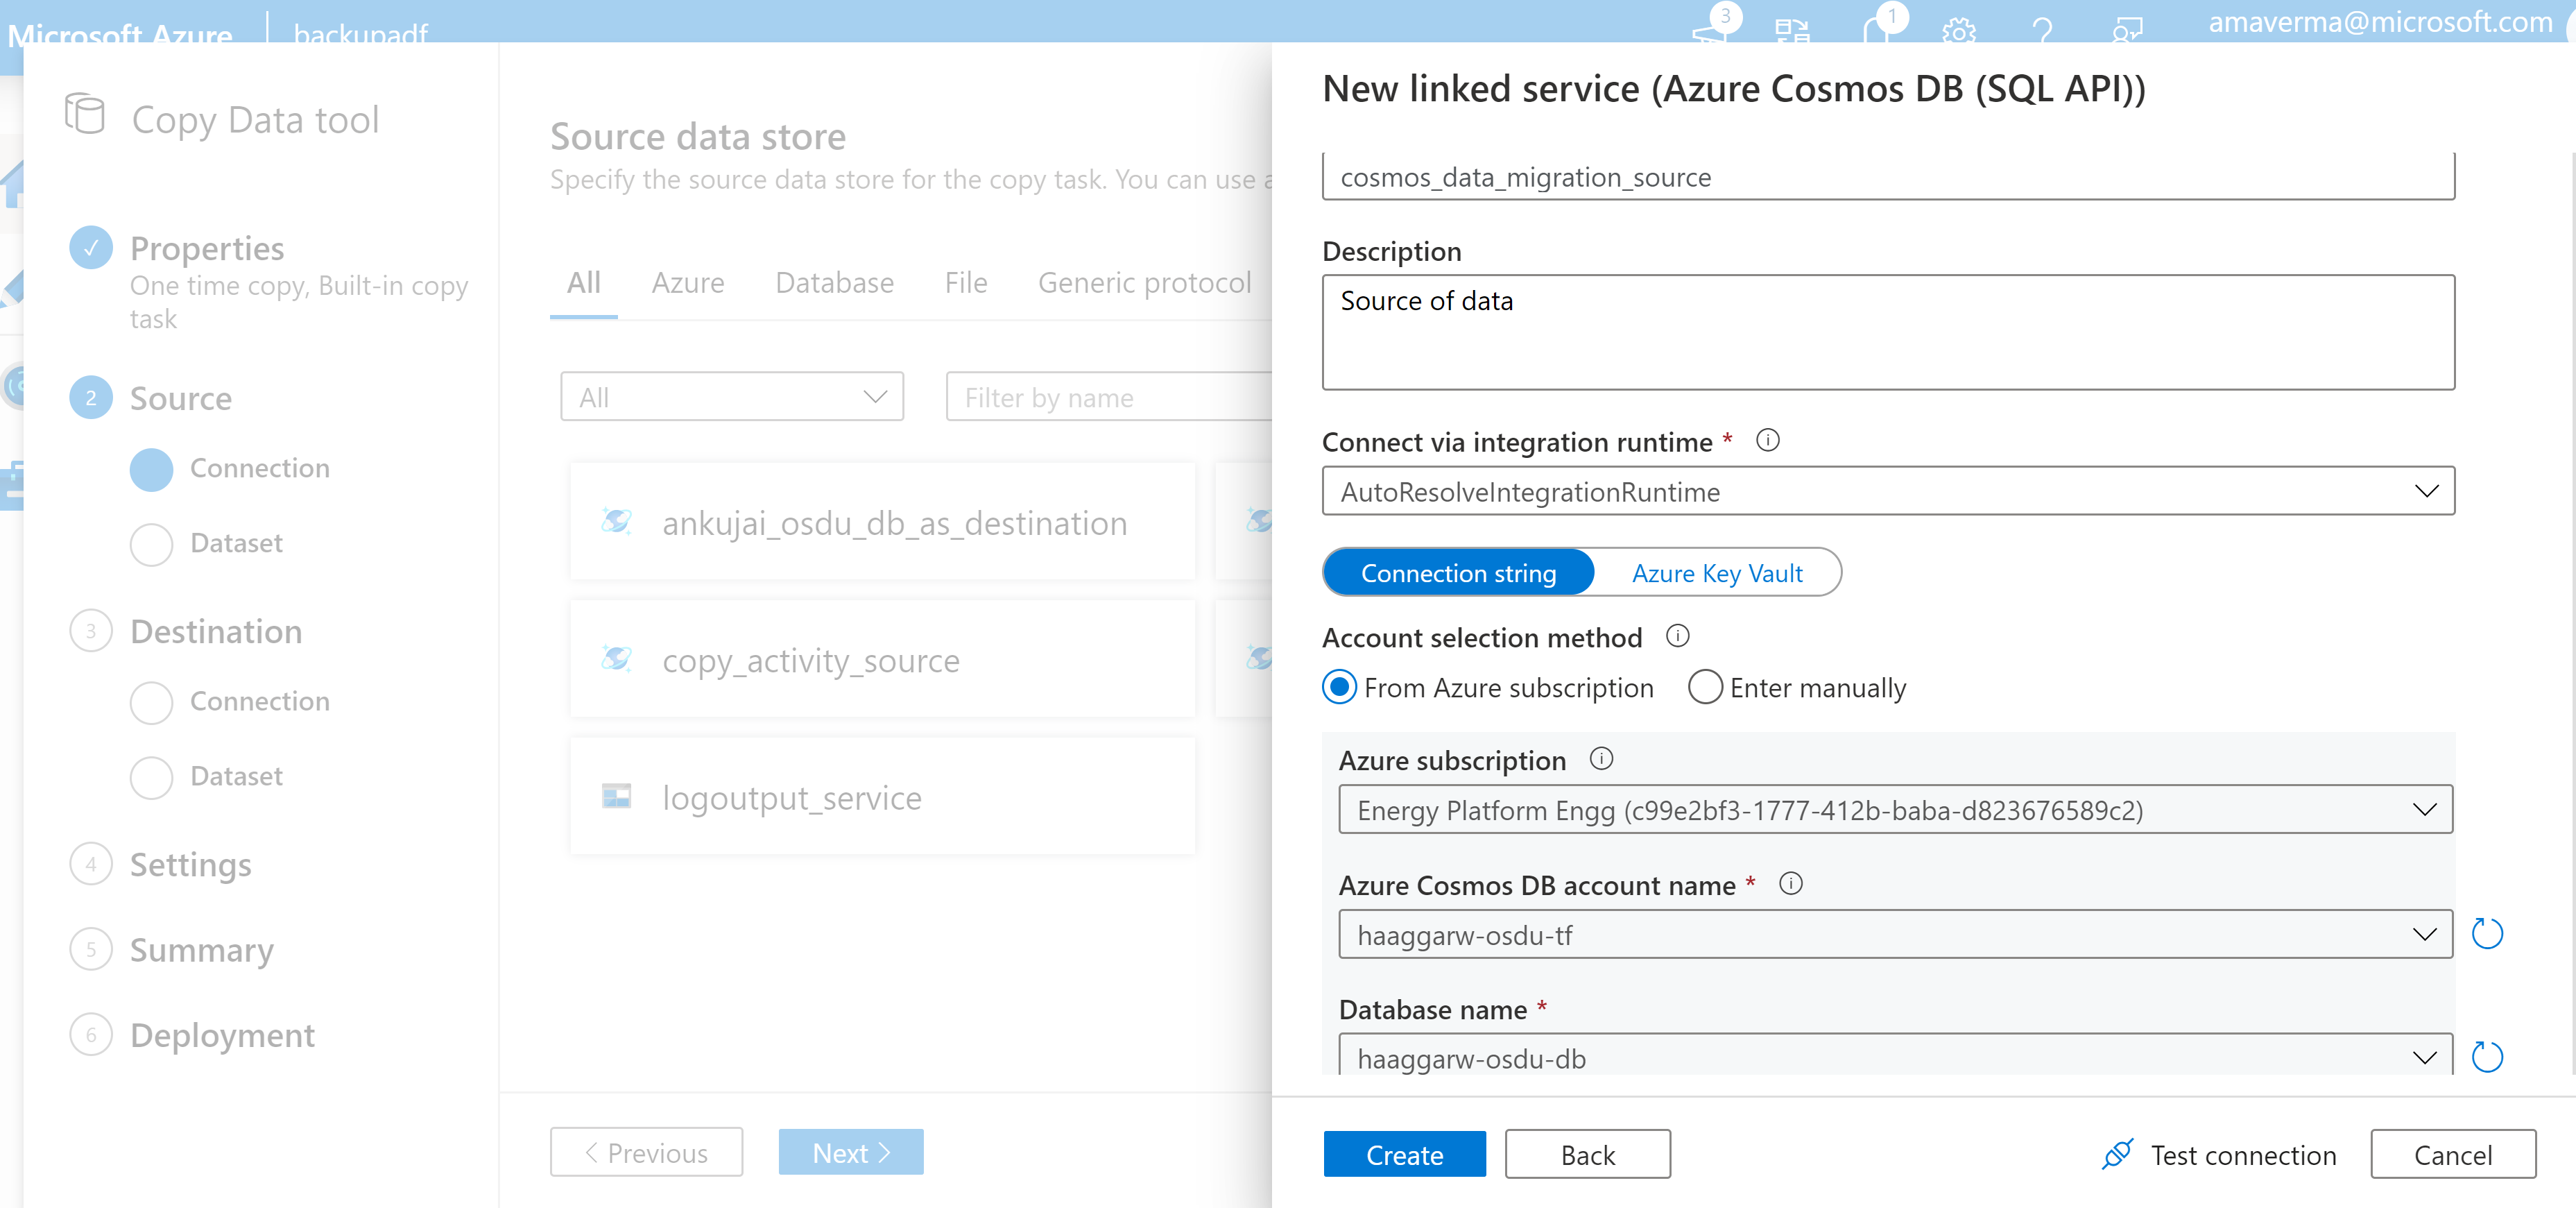 Microsoft Azure
backupadf
3
1
amaverma@microsoft.com
Copy Data tool
Properties
One time copy, Built-in copy
task
2
Source
Connection
Dataset
3
Destination
Connection
Dataset
4
Settings
5
Summary
6
Deployment
Source data store
Specify the source data store for the copy task. You can use a
All
Azure
Database
File
Generic protocol
All
Filter by name
ankujai_osdu_db_as_destination
copy_activity_source
logoutput_service
Previous
Next
New linked service (Azure Cosmos DB (SQL API))
cosmos_data_migration_source
Description
Source of data
Connect via integration runtime *
AutoResolveIntegrationRuntime
Connection string
Azure Key Vault
Account selection method
From Azure subscription
Enter manually
Azure subscription
Energy Platform Engg (c99e2bf3-1777-412b-baba-d823676589c2)
Azure Cosmos DB account name *
haaggarw-osdu-tf
Database name *
haaggarw-osdu-db
Create
Back
Test connection
Cancel